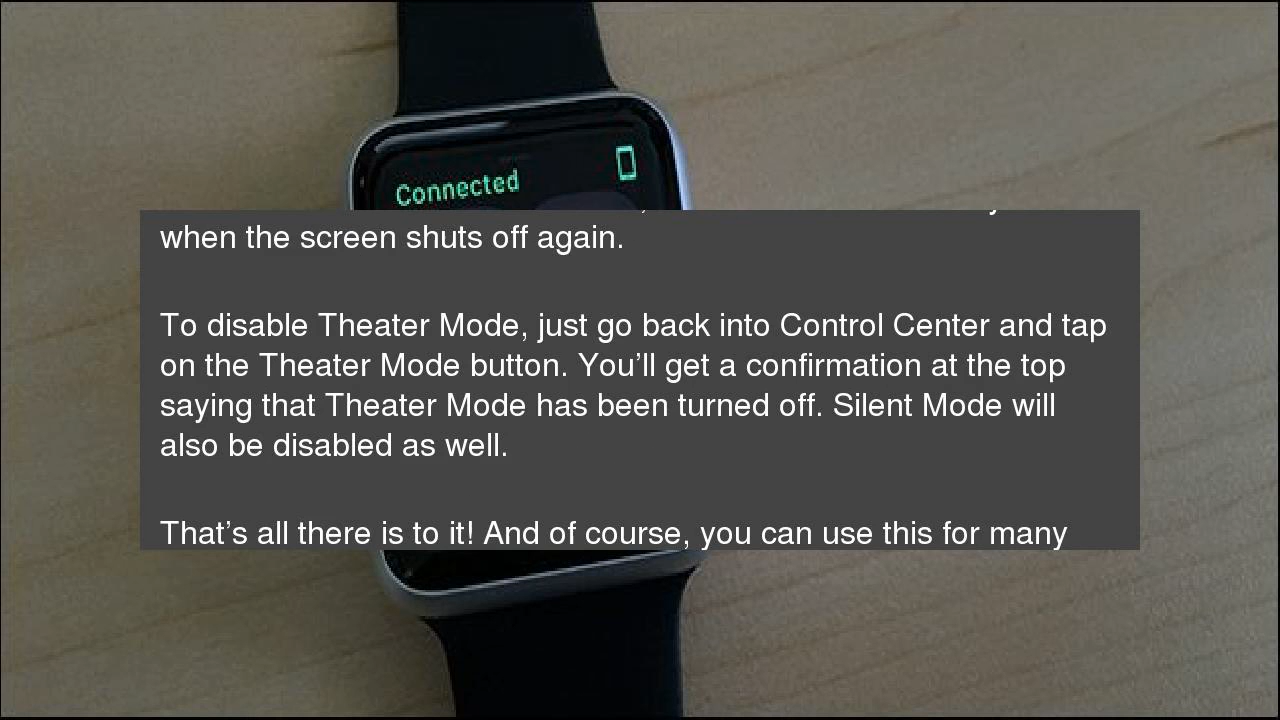 Connected
when the screen shuts off again.
To disable Theater Mode, just go back into Control Center and tap
on the Theater Mode button. You’ll get a confirmation at the top
saying that Theater Mode has been turned off. Silent Mode will
also be disabled as well.
That’s all there is to it! And of course, you can use this for many